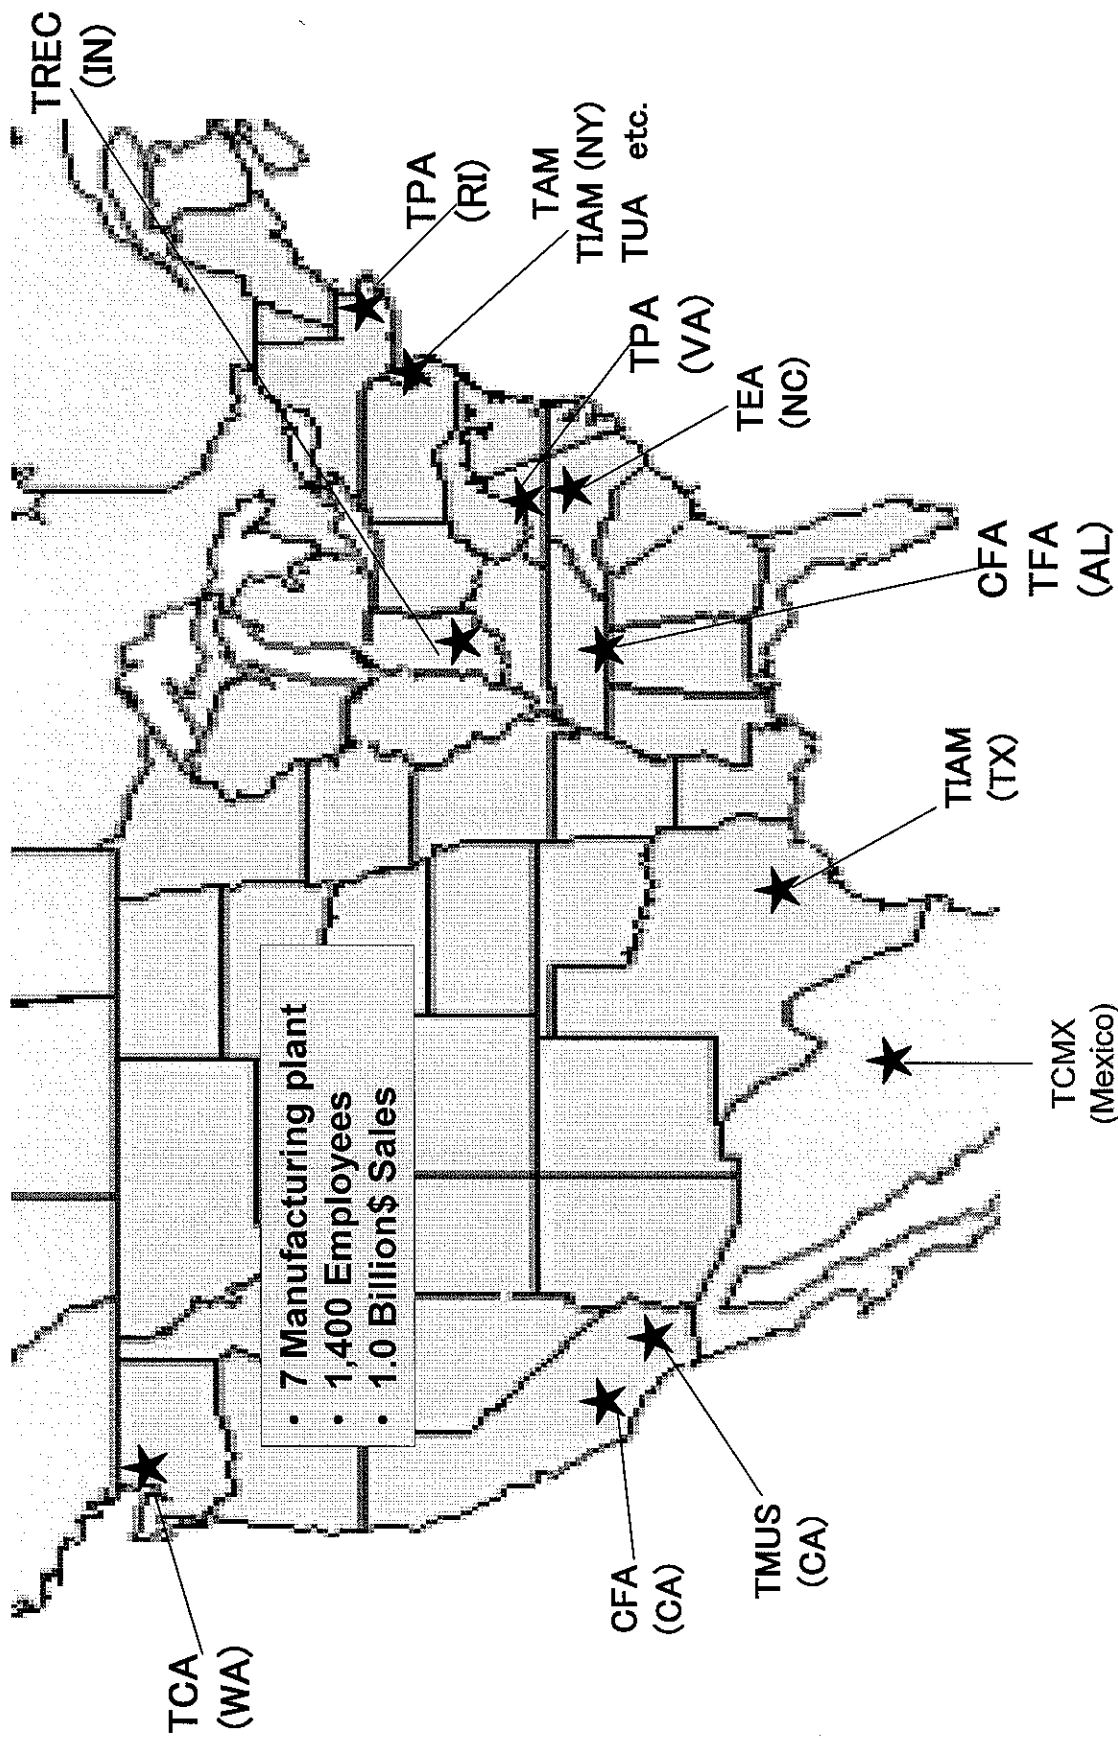 TCA
(WA)
• 7 Manufacturing plant
• 1,400 Employees
• 1.0 Billion$ Sales
TREC
(IN)
TPA
(RI)
TAM
TIAM (NY)
TUA etc.
TPA
(VA)
TEA
(NC)
CFA
TFA
(AL)
TIAM
(TX)
TCMX
(Mexico)
TMUS
(CA)
CFA
(CA)